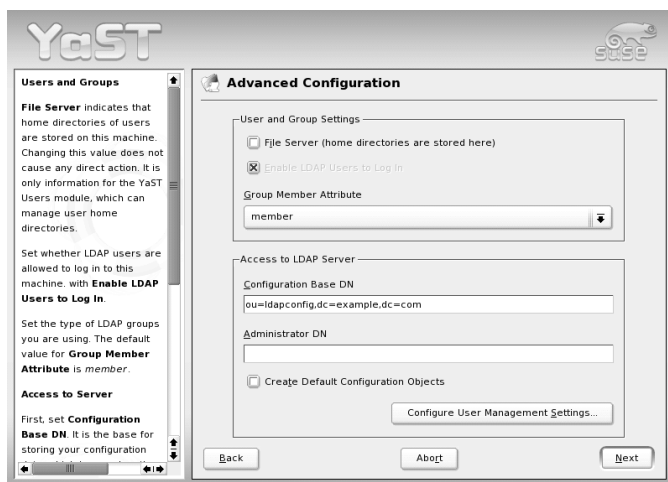 YaST
SUSE
Users and Groups
File Server indicates that
home directories of users
are stored on this machine.
Changing this value does not
cause any direct action. It is
only information for the YaST
Users module, which can
manage user home
directories.
Set whether LDAP users are
allowed to log in to this
machine. with Enable LDAP
Users to Log In.
Set the type of LDAP groups
you are using. The default
value for Group Member
Attribute is member.
Access to Server
First, set Configuration
Base DN. It is the base for
storing your configuration
Advanced Configuration
User and Group Settings
File Server (home directories are stored here)
Enable LDAP Users to Log In
Group Member Attribute
member
Access to LDAP Server
Configuration Base DN
ou=ldapconfig,dc=example,dc=com
Administrator DN
Create Default Configuration Objects
Configure User Management Settings...
Back
Abort
Next